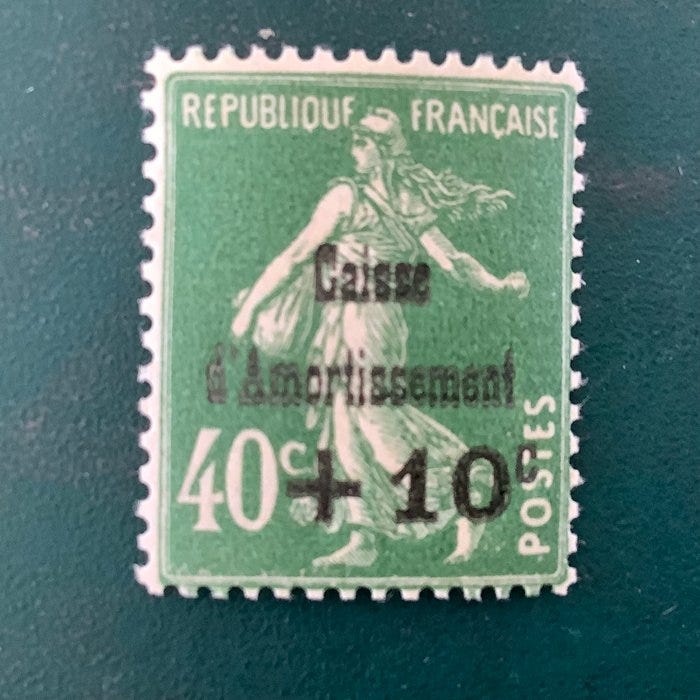 REPUBLIQUE FRANÇAISE
Caisse
d'Amortissement
40c. + 10c
POSTES